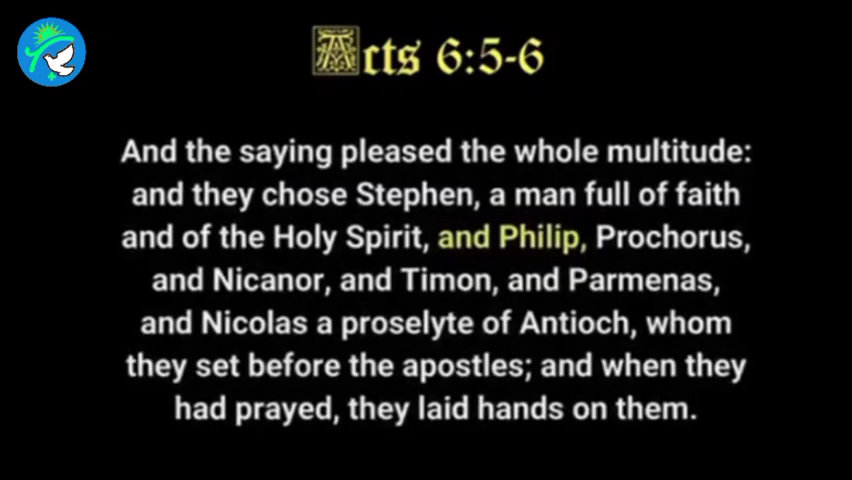 Acts 6:5-6
And the saying pleased the whole multitude:
and they chose Stephen, a man full of faith
and of the Holy Spirit, and Philip, Prochorus,
and Nicanor, and Timon, and Parmenas,
and Nicolas a proselyte of Antioch, whom
they set before the apostles; and when they
had prayed, they laid hands on them.